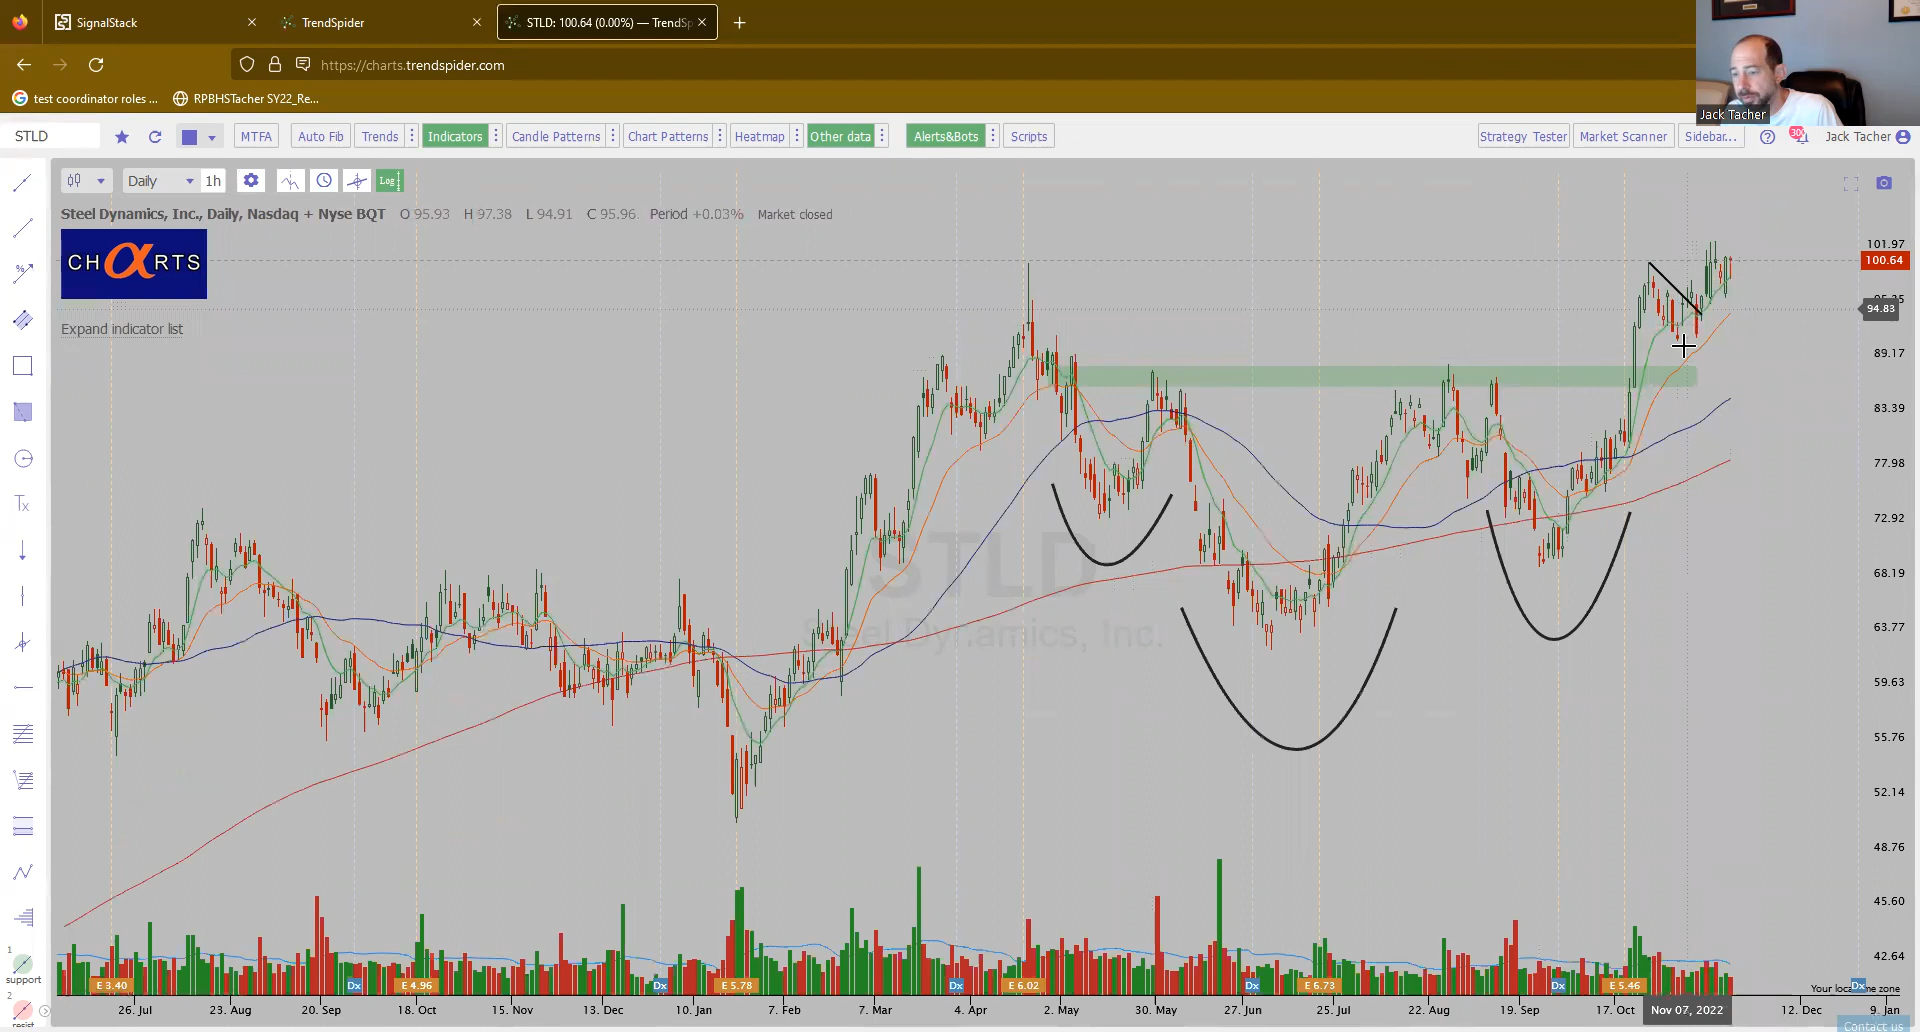 SignalStack
TrendSpider
STLD: 100.64 (0.00%) — TrendSp
https://charts.trendspider.com
test coordinator roles ...
RPBHSTacher SY22_Re...
Jack Tacher
STLD
MTFA
Auto Fib
Trends
Indicators
Candle Patterns
Chart Patterns
Heatmap
Other data
Alerts&Bots
Scripts
Strategy Tester
Market Scanner
Sidebar...
300
Jack Tacher
Daily
1h
Log
Steel Dynamics, Inc., Daily, Nasdaq + Nyse BQT O 95.93 H 97.38 L 94.91 C 95.96 Period +0.03% Market closed
CHαRTS
Expand indicator list
101.97
100.64
94.83
89.17
83.39
77.98
72.92
68.19
63.77
59.63
55.76
52.14
48.76
45.60
42.64
STLD
Steel Dynamics, Inc.
Tx
1
support
2
resist
E 3.40
Dx
E 4.96
Dx
E 5.78
Dx
E 6.02
Dx
E 6.73
Dx
E 5.46
Dx
26. Jul
23. Aug
20. Sep
18. Oct
15. Nov
13. Dec
10. Jan
7. Feb
7. Mar
4. Apr
2. May
30. May
27. Jun
25. Jul
22. Aug
19. Sep
17. Oct
Nov 07, 2022
12. Dec
9. Jan
Contact us